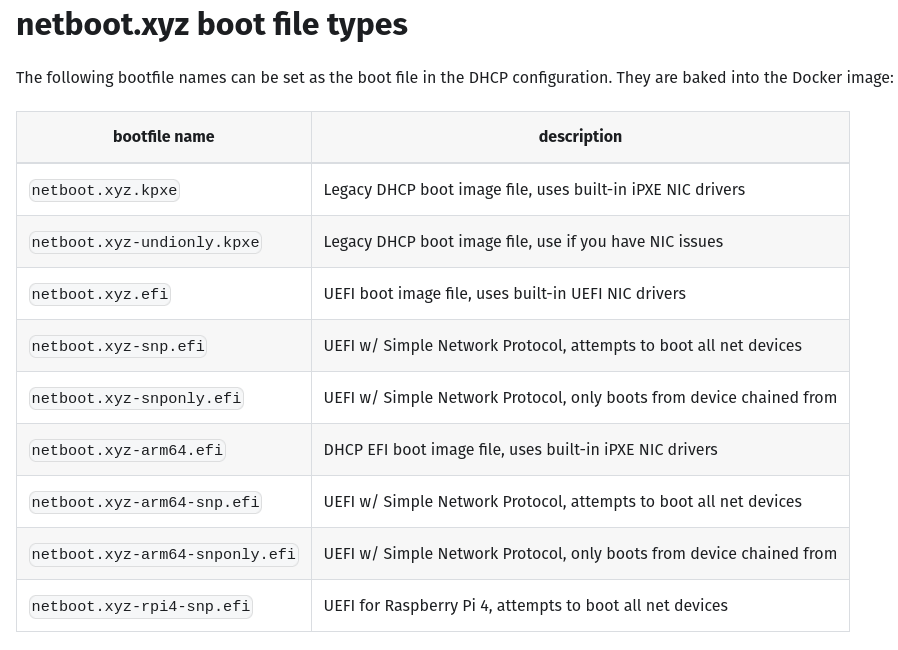 netboot.xyz boot file types
The following bootfile names can be set as the boot file in the DHCP configuration. They are baked into the Docker image:
bootfile name description
netboot.xyz.kpxe Legacy DHCP boot image file, uses built-in iPXE NIC drivers
netboot.xyz-undionly.kpxe Legacy DHCP boot image file, use if you have NIC issues
netboot.xyz.efi UEFI boot image file, uses built-in UEFI NIC drivers
netboot.xyz-snp.efi UEFI w/ Simple Network Protocol, attempts to boot all net devices
netboot.xyz-snponly.efi UEFI w/ Simple Network Protocol, only boots from device chained from
netboot.xyz-arm64.efi DHCP EFI boot image file, uses built-in iPXE NIC drivers
netboot.xyz-arm64-snp.efi UEFI w/ Simple Network Protocol, attempts to boot all net devices
netboot.xyz-arm64-snponly.efi UEFI w/ Simple Network Protocol, only boots from device chained from
netboot.xyz-rpi4-snp.efi UEFI for Raspberry Pi 4, attempts to boot all net devices